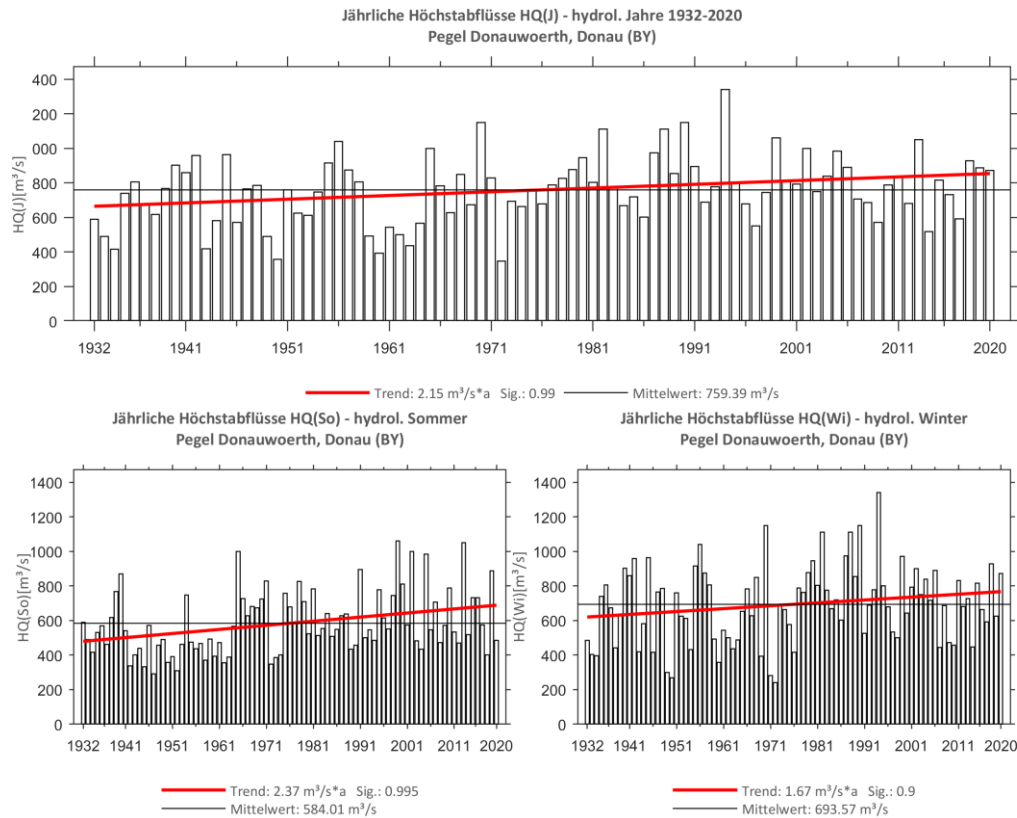 Jährliche Höchstabflüsse HQ(J) - hydrol. Jahre 1932-2020
Pegel Donauwoerth, Donau (BY)
HQ(J)[m³/s]
400
200
000
800
600
400
200
0
1932 1941 1951 1961 1971 1981 1991 2001 2011 2020
Trend: 2.15 m³/s*a Sig.: 0.99 Mittelwert: 759.39 m³/s
Jährliche Höchstabflüsse HQ(So) - hydrol. Sommer
Pegel Donauwoerth, Donau (BY)
HQ(So)[m³/s]
1400
1200
1000
800
600
400
200
0
1932 1941 1951 1961 1971 1981 1991 2001 2011 2020
Trend: 2.37 m³/s*a Sig.: 0.995
Mittelwert: 584.01 m³/s
Jährliche Höchstabflüsse HQ(Wi) - hydrol. Winter
Pegel Donauwoerth, Donau (BY)
HQ(Wi)[m³/s]
1400
1200
1000
800
600
400
200
0
1932 1941 1951 1961 1971 1981 1991 2001 2011 2020
Trend: 1.67 m³/s*a Sig.: 0.9
Mittelwert: 693.57 m³/s